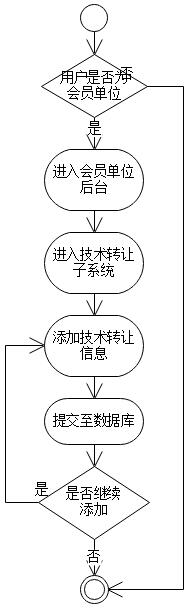 用户是否为
否
会员单位
是
进入会员单位
后台
进入技术转让
子系统
添加技术转让
信息
提交至数据库
是
是否继续
添加
否